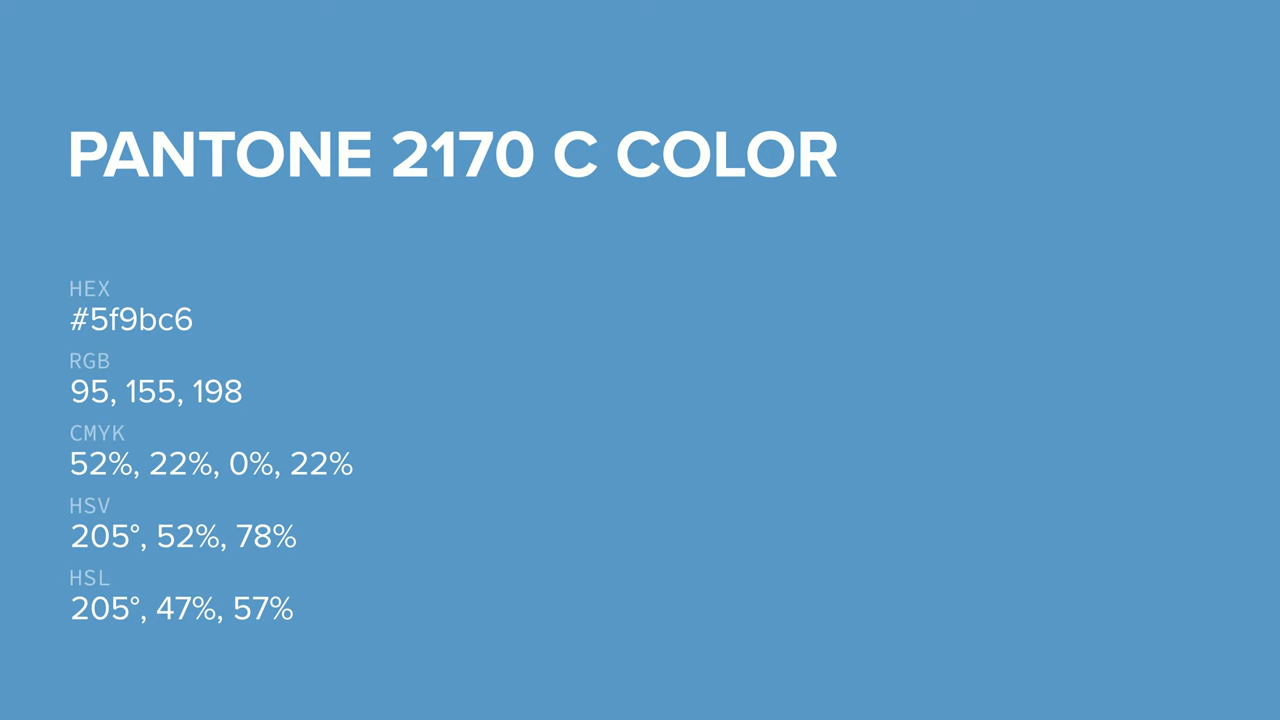 PANTONE 2170 C COLOR
HEX
#5f9bc6
RGB
95, 155, 198
CMYK
52%, 22%, 0%, 22%
HSV
205°, 52%, 78%
HSL
205°, 47%, 57%